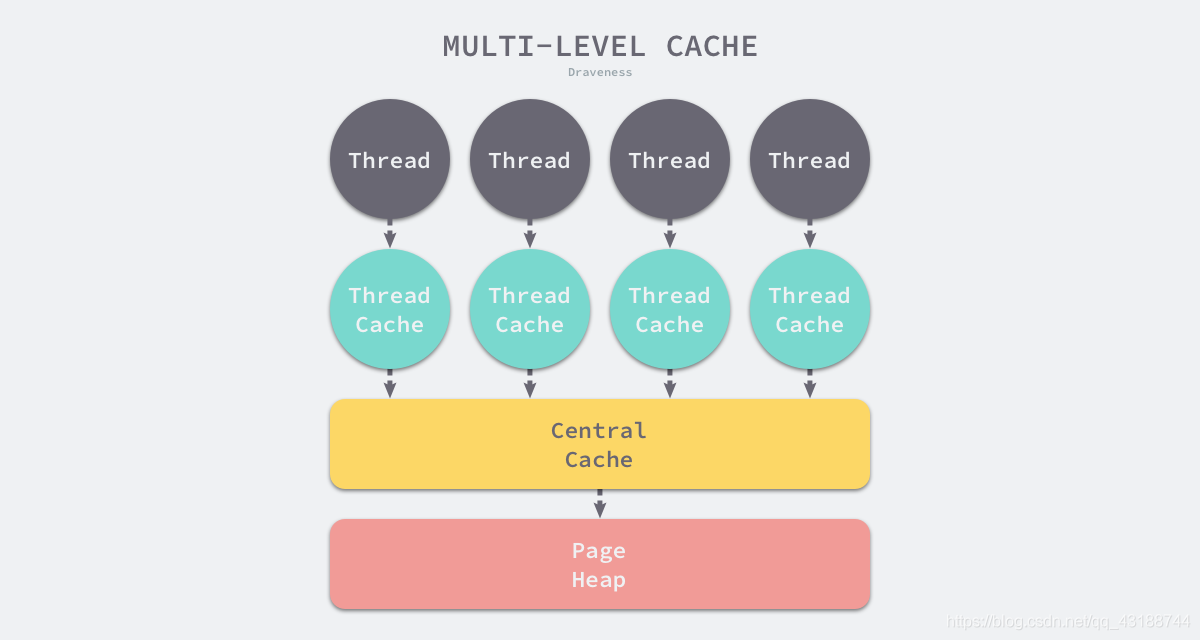 MULTI-LEVEL CACHE
Draveness
Thread Thread Thread Thread
Thread Thread Thread Thread
Cache Cache Cache Cache
Central
Cache
Page
Heap
https://blog.csdn.net/qq_43188744